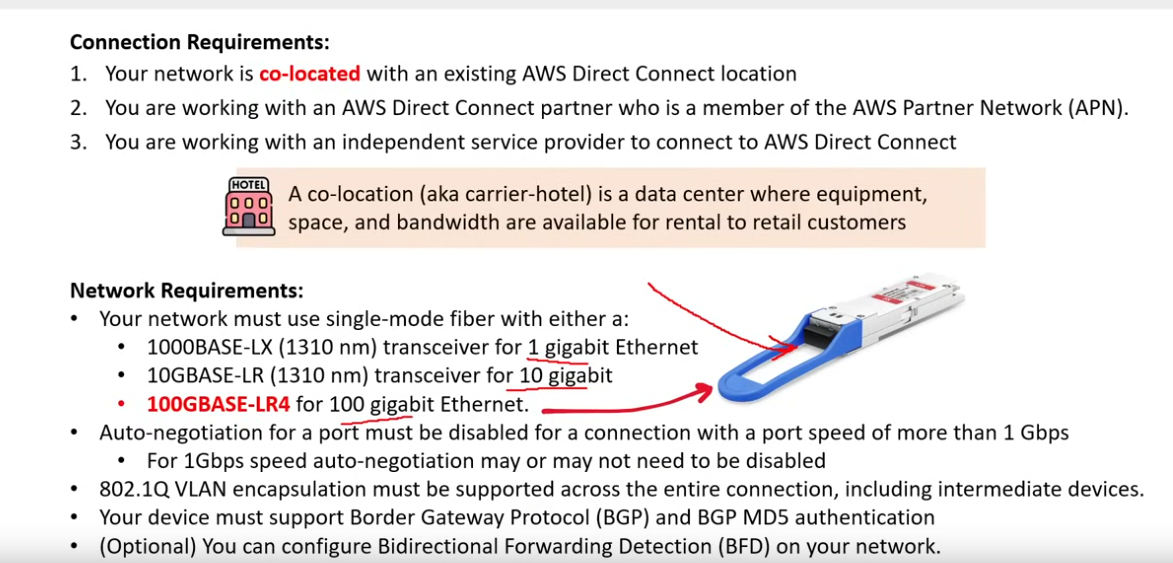 Connection Requirements:
1. Your network is co-located with an existing AWS Direct Connect location
2. You are working with an AWS Direct Connect partner who is a member of the AWS Partner Network (APN).
3. You are working with an independent service provider to connect to AWS Direct Connect
HOTEL
A co-location (aka carrier-hotel) is a data center where equipment,
space, and bandwidth are available for rental to retail customers
Network Requirements:
• Your network must use single-mode fiber with either a:
• 1000BASE-LX (1310 nm) transceiver for 1 gigabit Ethernet
• 10GBASE-LR (1310 nm) transceiver for 10 gigabit
• 100GBASE-LR4 for 100 gigabit Ethernet.
• Auto-negotiation for a port must be disabled for a connection with a port speed of more than 1 Gbps
• For 1Gbps speed auto-negotiation may or may not need to be disabled
• 802.1Q VLAN encapsulation must be supported across the entire connection, including intermediate devices.
• Your device must support Border Gateway Protocol (BGP) and BGP MD5 authentication
• (Optional) You can configure Bidirectional Forwarding Detection (BFD) on your network.